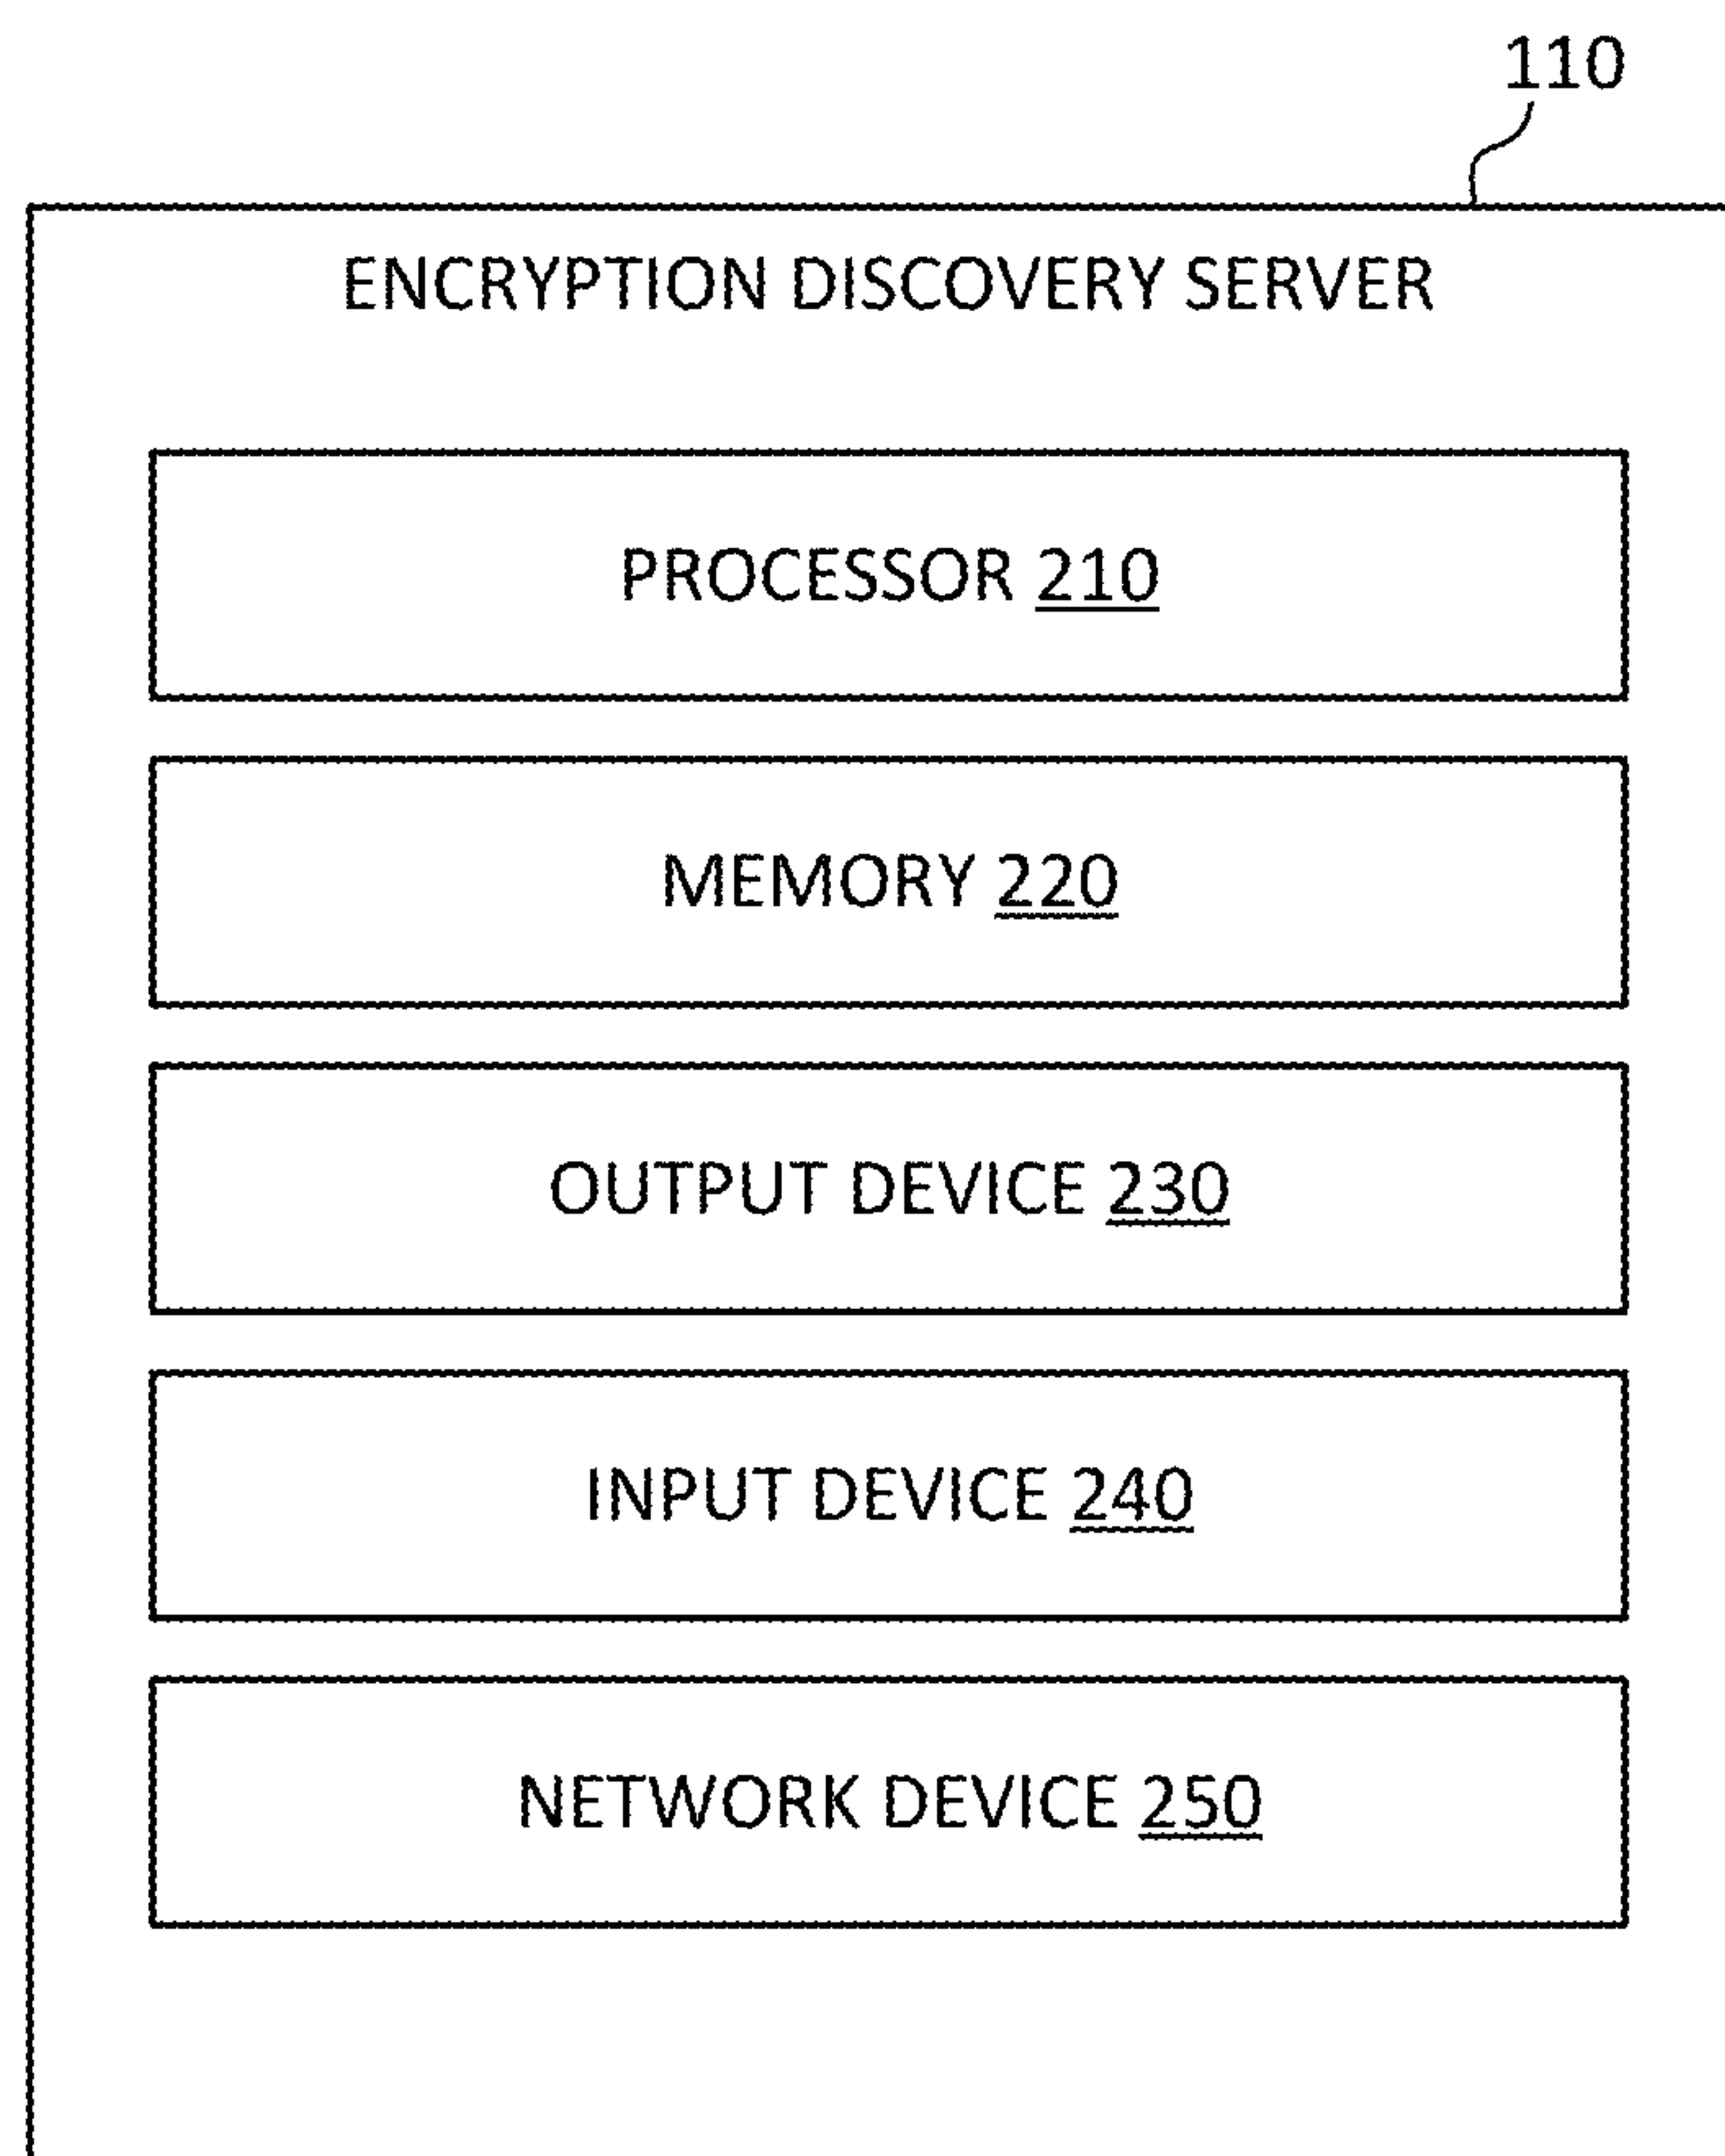 110
ENCRYPTION DISCOVERY SERVER
PROCESSOR 210
MEMORY 220
OUTPUT DEVICE 230
INPUT DEVICE 240
NETWORK DEVICE 250